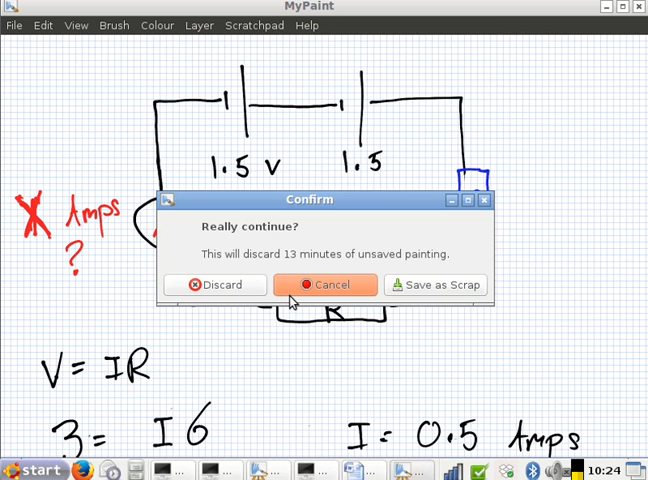 MyPaint
File Edit View Brush Colour Layer Scratchpad Help
1.5 V 1.5
Confirm
Really continue?
This will discard 13 minutes of unsaved painting.
Discard Cancel Save as Scrap
X Amps
?
R
V = IR
3 = I6 I = 0.5 Amps
start ... ... ... ... ... ... 10:24